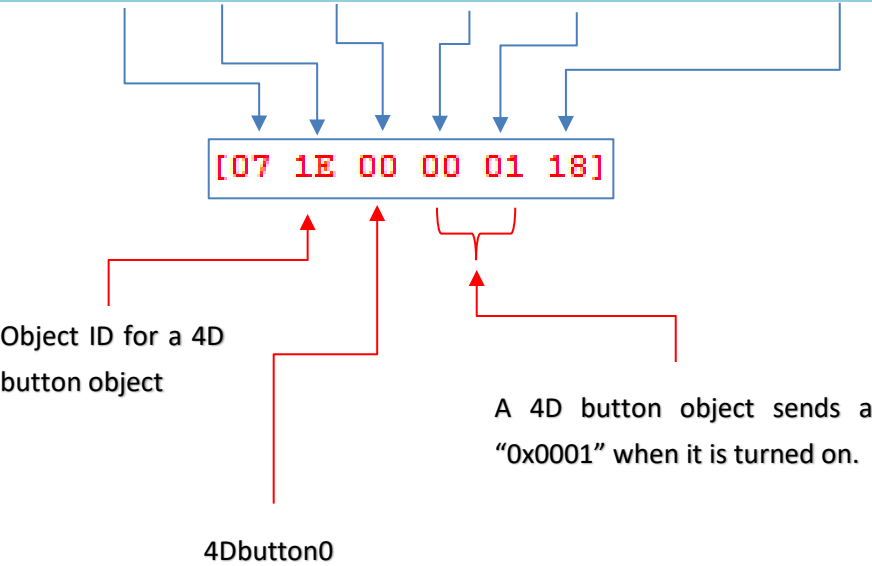 [07 1E 00 00 01 18]
Object ID for a 4D
button object
A 4D button object sends a
“0x0001” when it is turned on.
4Dbutton0